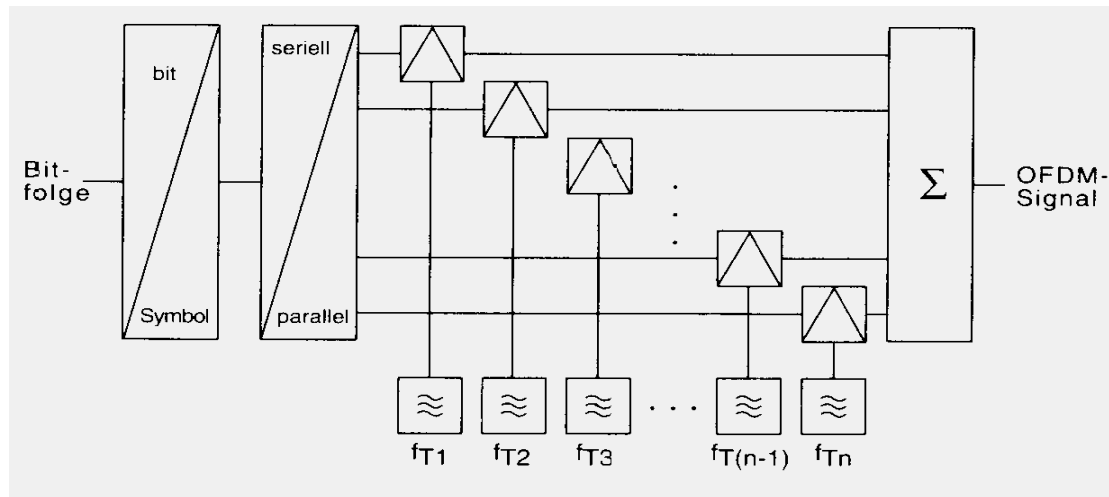 bit
Symbol
seriell
parallel
Bit-
folge
Σ
OFDM-
Signal
. . .
fT1
fT2
fT3
fT(n-1)
fTn